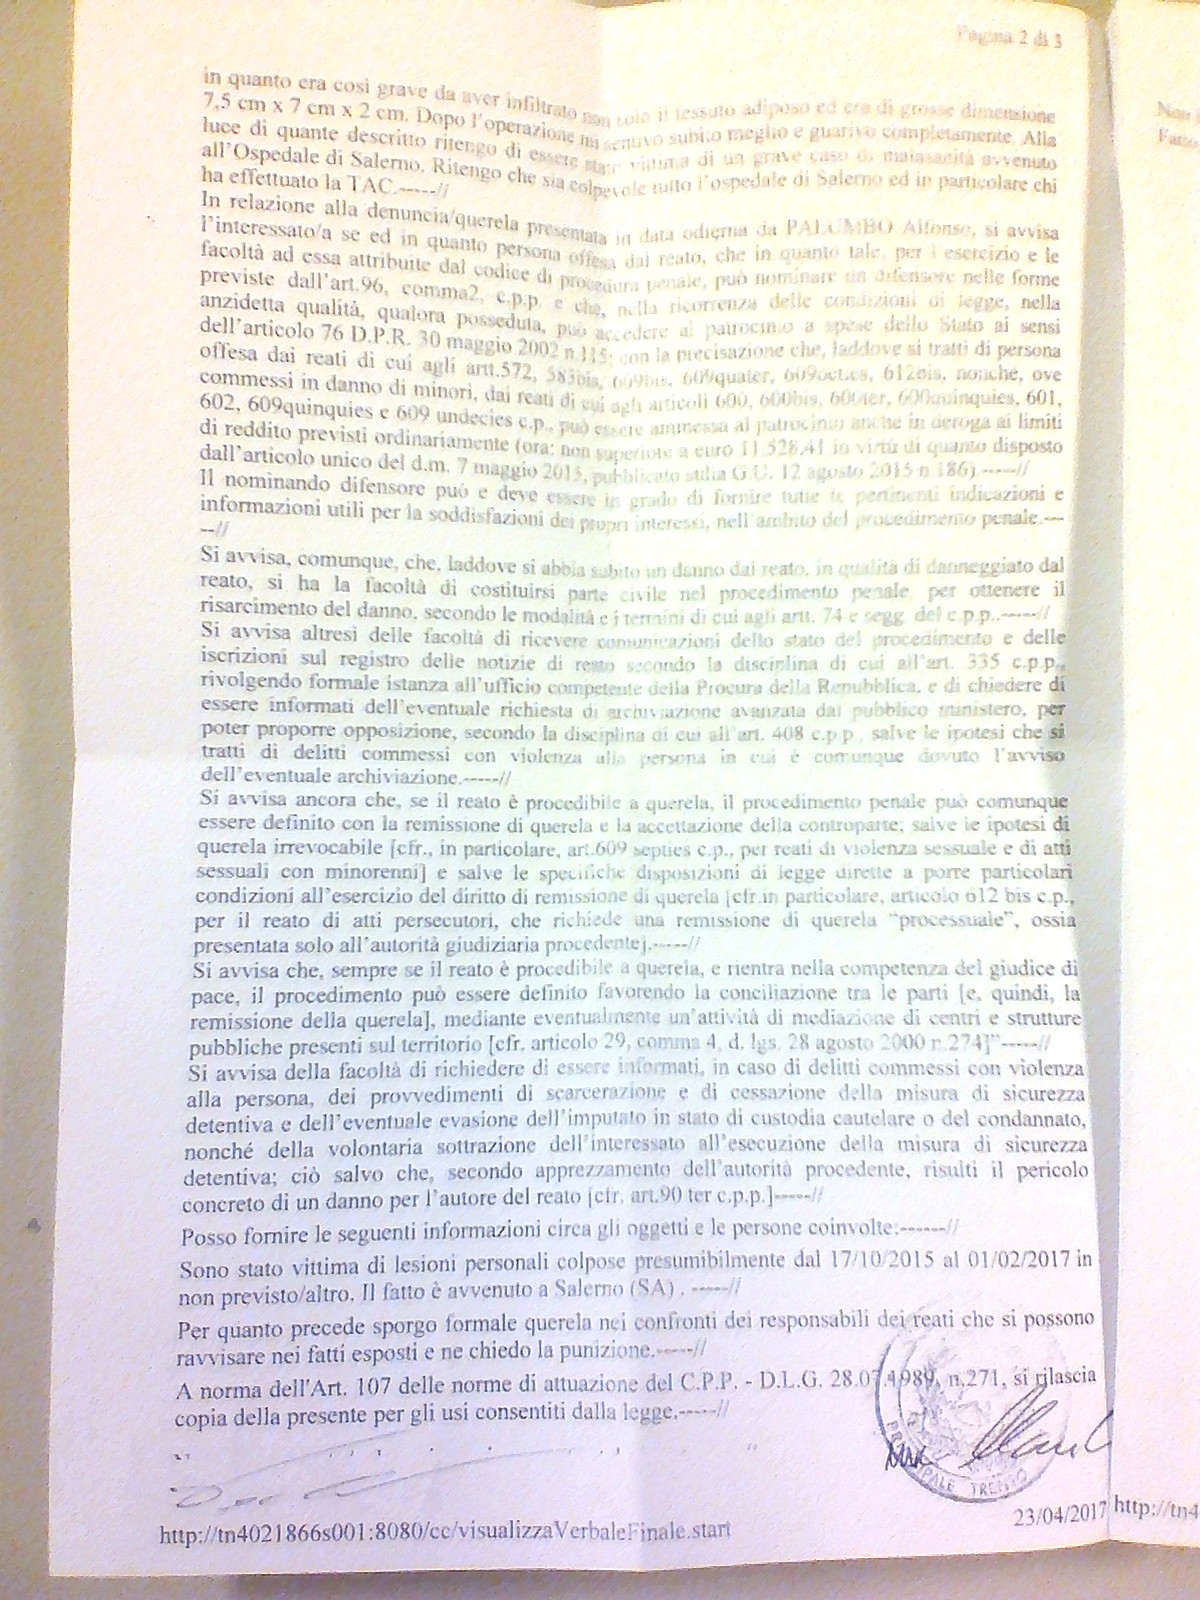 Pagina 2 di 3
in quanto era così grave da aver infiltrato non solo il tessuto adiposo ed era di grosse dimensione
7,5 cm x 7 cm x 2 cm. Dopo l'operazione mi sentivo subito meglio e guarivo completamente. Alla
luce di quante descritto ritengo di essere stato vittima di un grave caso di malasanità avvenuto
all'Ospedale di Salerno. Ritengo che sia colpevole tutto l'ospedale di Salerno ed in particolare chi
ha effettuato la TAC.-----//
In relazione alla denuncia/querela presentata in data odierna da PALUMBO Alfonso, si avvisa
l'interessato/a se ed in quanto persona offesa dal reato, che in quanto tale, per l'esercizio e le
facoltà ad essa attribuite dal codice di procedura penale, può nominare un difensore nelle forme
previste dall'art.96, comma2, c.p.p. e che, nella ricorrenza delle condizioni di legge, nella
anzidetta qualità, qualora posseduta, può accedere al patrocinio a spese dello Stato ai sensi
dell'articolo 76 D.P.R. 30 maggio 2002 n.115; con la precisazione che, laddove si tratti di persona
offesa dai reati di cui agli artt.572, 583bis, 609bis, 609quater, 609octies, 612bis, nonché, ove
commessi in danno di minori, dai reati di cui agli articoli 600, 600bis, 600ter, 600quinquies, 601,
602, 609quinquies e 609 undecies c.p., può essere ammessa al patrocinio anche in deroga ai limiti
di reddito previsti ordinariamente (ora: non superiore a euro 11.528,41 in virtù di quanto disposto
dall'articolo unico del d.m. 7 maggio 2015, pubblicato sulla G.U. 12 agosto 2015 n.186).-----//
Il nominando difensore può e deve essere in grado di fornire tutte le pertinenti indicazioni e
informazioni utili per la soddisfazioni dei propri interessi, nell'ambito del procedimento penale.---
--//
Si avvisa, comunque, che, laddove si abbia subito un danno dal reato, in qualità di danneggiato dal
reato, si ha la facoltà di costituirsi parte civile nel procedimento penale per ottenere il
risarcimento del danno, secondo le modalità e i termini di cui agli artt. 74 e segg. del c.p.p..-----//
Si avvisa altresì delle facoltà di ricevere comunicazioni dello stato del procedimento e delle
iscrizioni sul registro delle notizie di reato secondo la disciplina di cui all'art. 335 c.p.p.,
rivolgendo formale istanza all'ufficio competente della Procura della Repubblica, e di chiedere di
essere informati dell'eventuale richiesta di archiviazione avanzata dal pubblico ministero, per
poter proporre opposizione, secondo la disciplina di cui all'art. 408 c.p.p., salve le ipotesi che si
tratti di delitti commessi con violenza alla persona in cui è comunque dovuto l'avviso
dell'eventuale archiviazione.-----//
Si avvisa ancora che, se il reato è procedibile a querela, il procedimento penale può comunque
essere definito con la remissione di querela e la accettazione della controparte; salve le ipotesi di
querela irrevocabile [cfr., in particolare, art.609 septies c.p., per reati di violenza sessuale e di atti
sessuali con minorenni] e salve le specifiche disposizioni di legge dirette a porre particolari
condizioni all'esercizio del diritto di remissione di querela [cfr.in particolare, articolo 612 bis c.p.,
per il reato di atti persecutori, che richiede una remissione di querela “processuale”, ossia
presentata solo all'autorità giudiziaria procedente].-----//
Si avvisa che, sempre se il reato è procedibile a querela, e rientra nella competenza del giudice di
pace, il procedimento può essere definito favorendo la conciliazione tra le parti [e, quindi, la
remissione della querela], mediante eventualmente un'attività di mediazione di centri e strutture
pubbliche presenti sul territorio [cfr. articolo 29, comma 4, d. lgs. 28 agosto 2000 n.274]”-----//
Si avvisa della facoltà di richiedere di essere informati, in caso di delitti commessi con violenza
alla persona, dei provvedimenti di scarcerazione e di cessazione della misura di sicurezza
detentiva e dell'eventuale evasione dell'imputato in stato di custodia cautelare o del condannato,
nonché della volontaria sottrazione dell'interessato all'esecuzione della misura di sicurezza
detentiva; ciò salvo che, secondo apprezzamento dell'autorità procedente, risulti il pericolo
concreto di un danno per l'autore del reato [cfr. art.90 ter c.p.p.]-----//
Posso fornire le seguenti informazioni circa gli oggetti e le persone coinvolte:------//
Sono stato vittima di lesioni personali colpose presumibilmente dal 17/10/2015 al 01/02/2017 in
non previsto/altro. Il fatto è avvenuto a Salerno (SA) . -----//
Per quanto precede sporgo formale querela nei confronti dei responsabili dei reati che si possono
ravvisare nei fatti esposti e ne chiedo la punizione.-----//
A norma dell'Art. 107 delle norme di attuazione del C.P.P. - D.L.G. 28.07.1989, n.271, si rilascia
copia della presente per gli usi consentiti dalla legge.-----//
TRENTO
http://tn4021866s001:8080/cc/visualizzaVerbaleFinale.start
23/04/2017
http://tn4